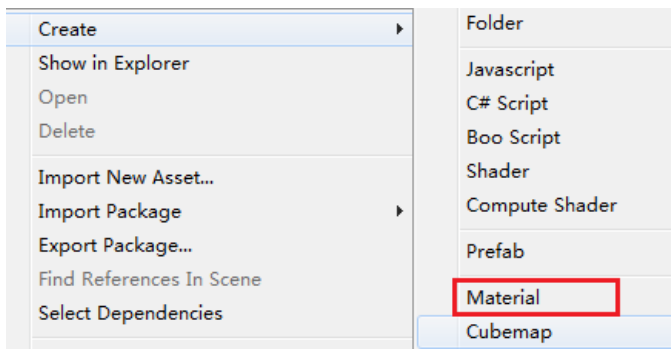 Create
Show in Explorer
Open
Delete
Import New Asset...
Import Package
Export Package...
Find References In Scene
Select Dependencies
Folder
Javascript
C# Script
Boo Script
Shader
Compute Shader
Prefab
Material
Cubemap